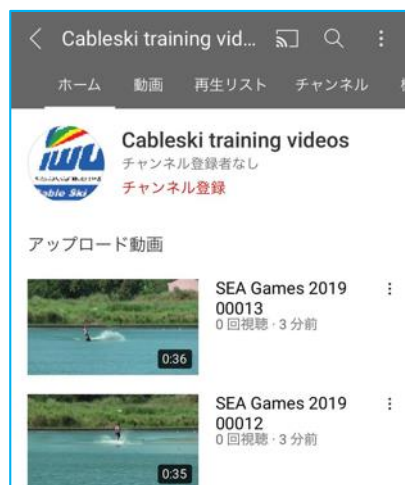 Cableski training vid...
ホーム 動画 再生リスト チャンネル
iwu
able Ski
Cableski training videos
チャンネル登録者なし
チャンネル登録
アップロード動画
SEA Games 2019
00013
0 回視聴・3 分前
0:36
SEA Games 2019
00012
0 回視聴・3 分前
0:35